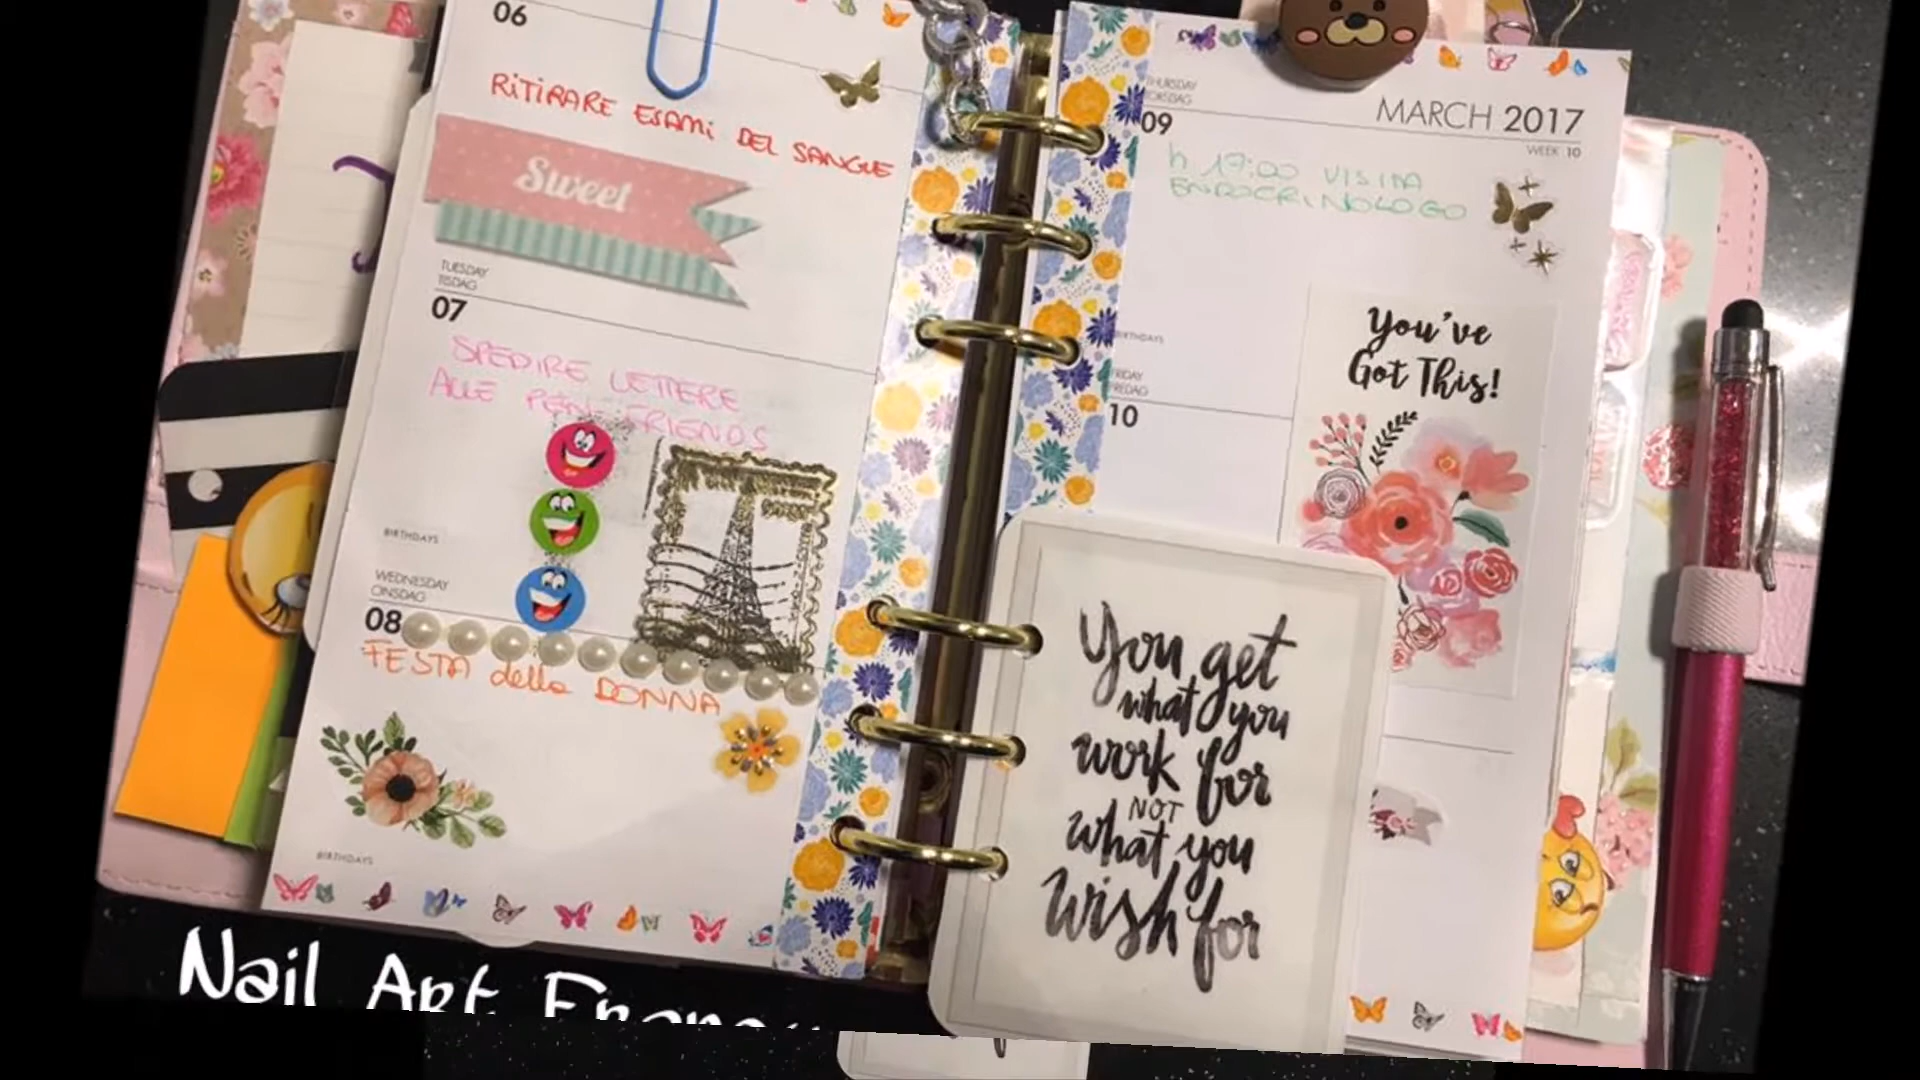 06
RITIRARE ESAMI DEL SANGUE
Sweet
TUESDAY
TISDAG
07
SPEDIRE LETTERE
ALLE PEN FRIENDS
BIRTHDAYS
WEDNESDAY
ONSDAG
08
FESTA della DONNA
BIRTHDAYS
THURSDAY
TORSDAG
09
MARCH 2017
WEEK 10
h 17:00 VISITA
ENDOCRINOLOGO
BIRTHDAYS
FRIDAY
FREDAG
10
You've
Got This!
You get
what you
work for
NOT
what you
wish for
Nail Art